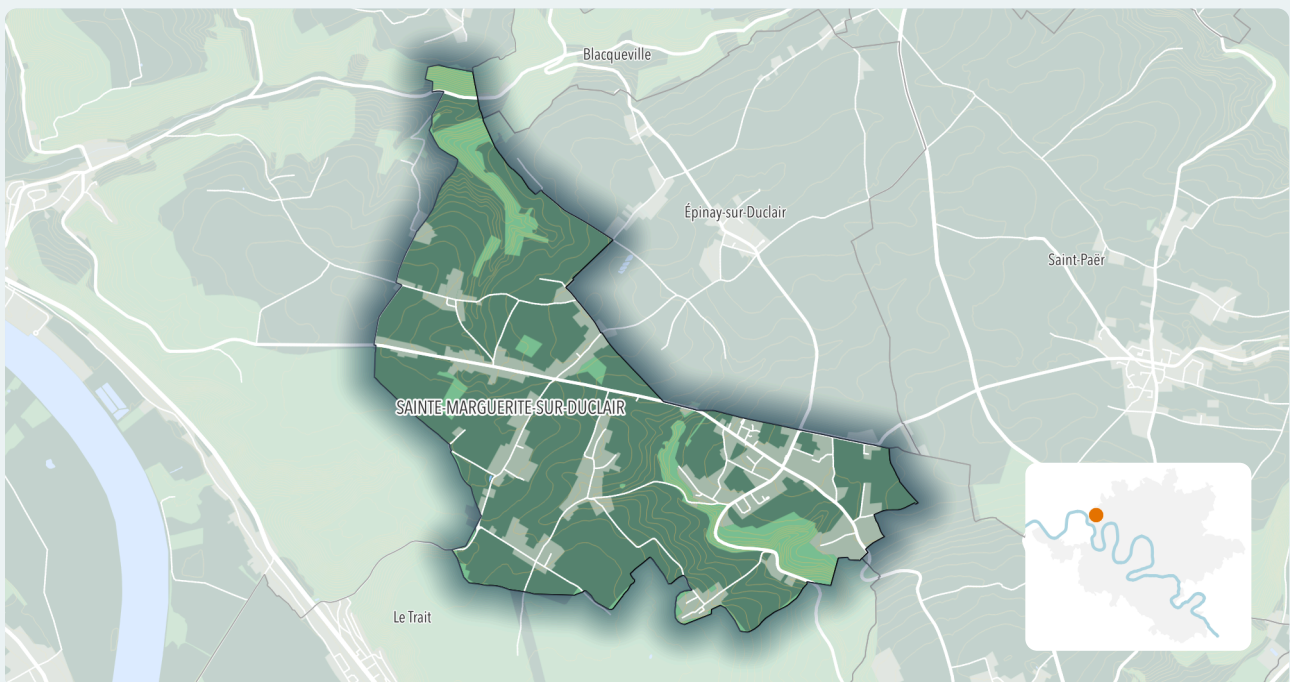 Blacqueville
Épinay-sur-Duclair
Saint-Paër
SAINTE-MARGUERITE-SUR-DUCLAIR
Le Trait